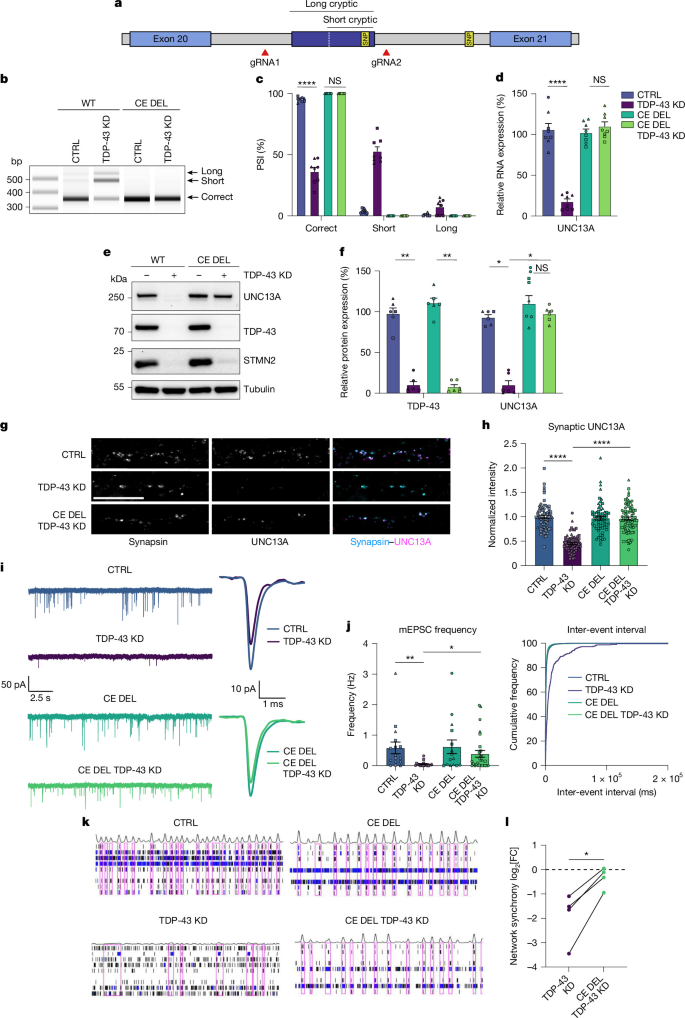 a
Long cryptic
Short cryptic
Exon 20
SNP
SNP
Exon 21
gRNA1
gRNA2
b
WT
CE DEL
CTRL
TDP-43 KD
CTRL
TDP-43 KD
bp
500
400
300
Long
Short
Correct
c
PSI (%)
100
50
0
****
NS
Correct
Short
Long
d
Relative RNA expression (%)
150
100
50
0
****
NS
UNC13A
CTRL
TDP-43 KD
CE DEL
CE DEL
TDP-43 KD
e
WT
CE DEL
kDa
–
+
–
+
TDP-43 KD
250
UNC13A
70
TDP-43
25
STMN2
15
55
Tubulin
f
Relative protein expression (%)
150
100
50
0
**
**
*
*
NS
TDP-43
UNC13A
g
CTRL
TDP-43 KD
CE DEL
TDP-43 KD
Synapsin
UNC13A
Synapsin–UNC13A
h
Synaptic UNC13A
Normalized intensity
2.5
2.0
1.5
1.0
0.5
0
****
****
CTRL
TDP-43
KD
CE DEL
CE DEL
TDP-43
KD
i
CTRL
TDP-43 KD
50 pA
2.5 s
CE DEL
CE DEL TDP-43 KD
CTRL
TDP-43 KD
10 pA
1 ms
CE DEL
CE DEL
TDP-43 KD
j
mEPSC frequency
Frequency (Hz)
4
3
2
1
0
**
*
CTRL
TDP-43
KD
CE DEL
CE DEL
TDP-43
KD
Inter-event interval
Cumulative frequency
100
80
60
40
20
0
CTRL
TDP-43 KD
CE DEL
CE DEL TDP-43 KD
0
1 × 10⁵
2 × 10⁵
Inter-event interval (ms)
k
CTRL
CE DEL
TDP-43 KD
CE DEL TDP-43 KD
l
Network synchrony log₂[FC]
1
0
–1
–2
–3
–4
*
TDP-43
KD
CE DEL
TDP-43 KD